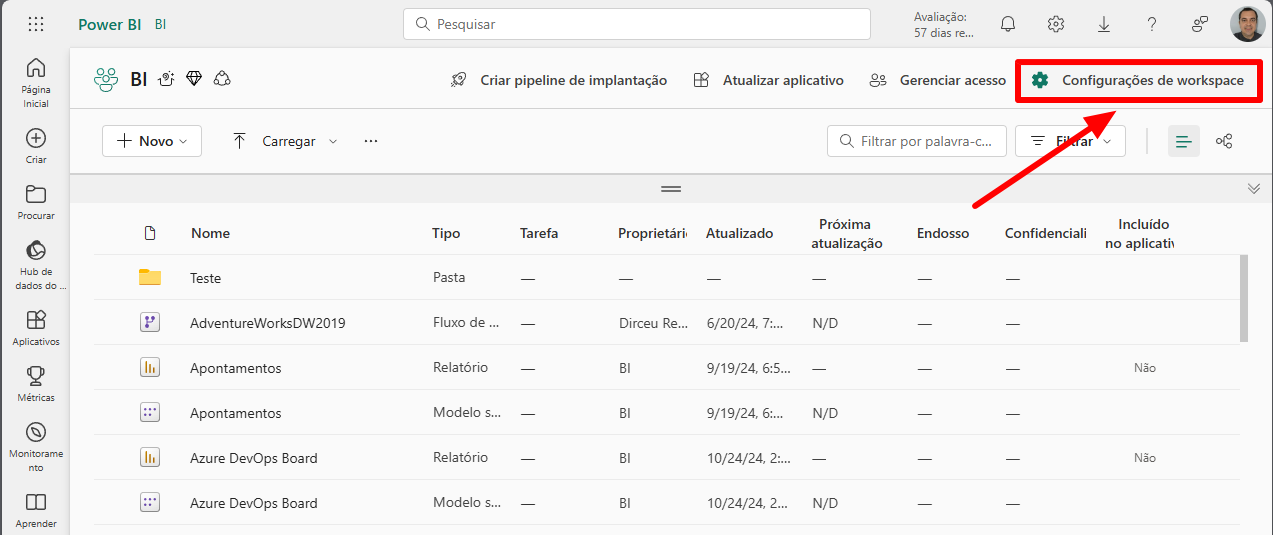 Power BI BI
Pesquisar
Avaliação:
57 dias re...
?
Página
Inicial
Criar
Procurar
Hub de
dados do ...
Aplicativos
Métricas
Monitorame
nto
Aprender
BI
Criar pipeline de implantação
Atualizar aplicativo
Gerenciar acesso
Configurações de workspace
Novo
Carregar
...
Filtrar por palavra-c...
Filtrar
Nome Tipo Tarefa Proprietári Atualizado Próxima atualização Endosso Confidenciali Incluído no aplicativ
Teste Pasta — — — — — —
AdventureWorksDW2019 Fluxo de ... — Dirceu Re... 6/20/24, 7:... N/D — —
Apontamentos Relatório — BI 9/19/24, 6:5... — — — Não
Apontamentos Modelo s... — BI 9/19/24, 6:... N/D — —
Azure DevOps Board Relatório — BI 10/24/24, 2:... — — — Não
Azure DevOps Board Modelo s... — BI 10/24/24, 2... N/D — —